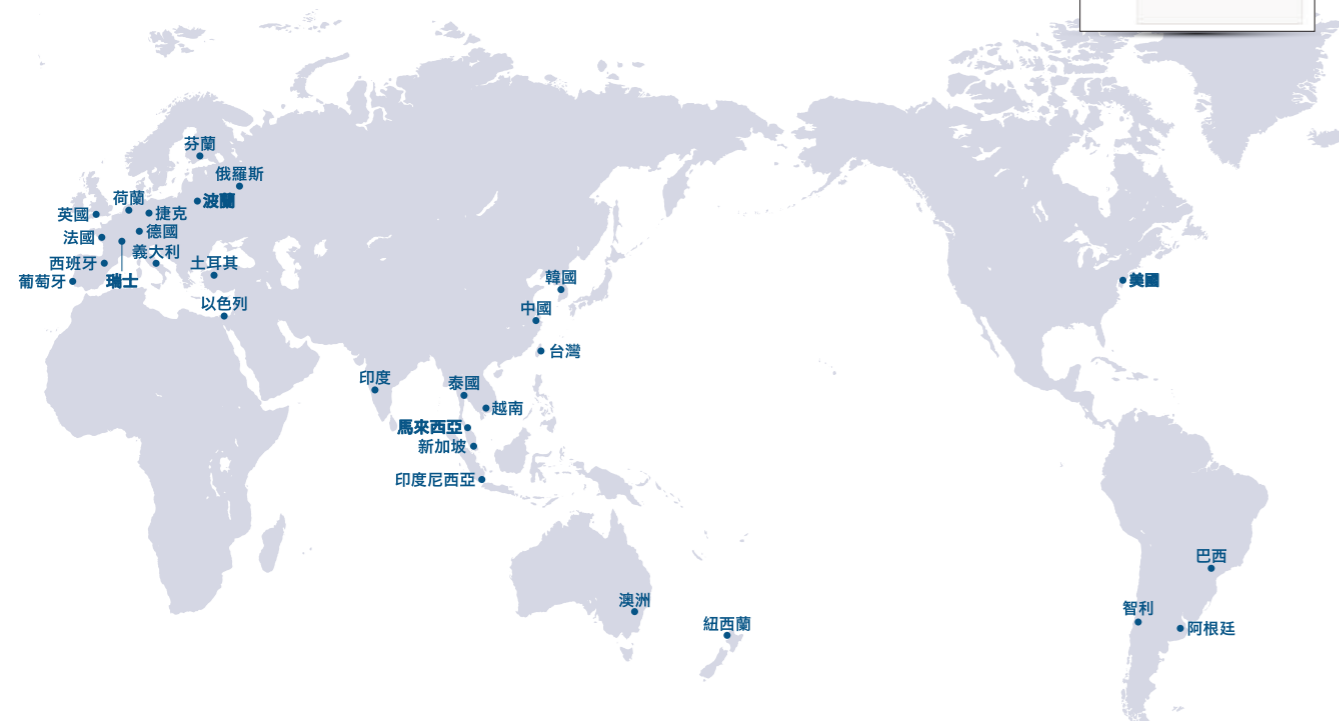 芬蘭
俄羅斯
荷蘭
波蘭
英國
捷克
法國
德國
義大利
西班牙
土耳其
葡萄牙
瑞士
以色列
韓國
中國
台灣
印度
泰國
越南
馬來西亞
新加坡
印度尼西亞
澳洲
紐西蘭
美國
巴西
智利
阿根廷